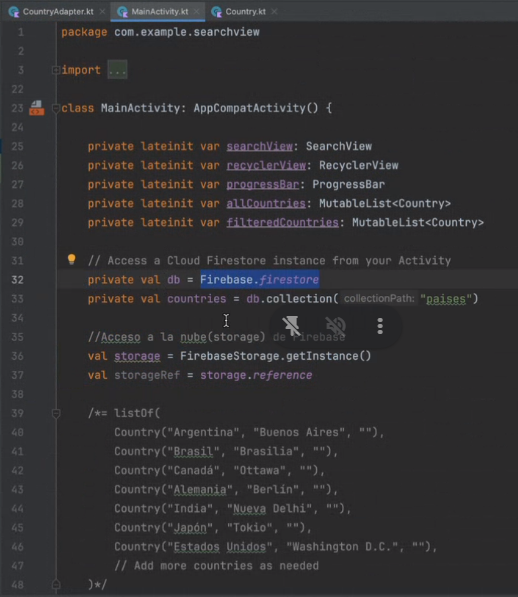 CountryAdapter.kt MainActivity.kt Country.kt
1 package com.example.searchview
2
3 import ...
22
23 class MainActivity: AppCompatActivity() {
24
25 private lateinit var searchView: SearchView
26 private lateinit var recyclerView: RecyclerView
27 private lateinit var progressBar: ProgressBar
28 private lateinit var allCountries: MutableList<Country>
29 private lateinit var filteredCountries: MutableList<Country>
30
31 // Access a Cloud Firestore instance from your Activity
32 private val db = Firebase.firestore
33 private val countries = db.collection( collectionPath: "paises")
34
35 //Acceso a la nube(storage) de Firebase
36 val storage = FirebaseStorage.getInstance()
37 val storageRef = storage.reference
38
39 /*= listOf(
40 Country("Argentina", "Buenos Aires", ""),
41 Country("Brasil", "Brasilia", ""),
42 Country("Canadá", "Ottawa", ""),
43 Country("Alemania", "Berlín", ""),
44 Country("India", "Nueva Delhi", ""),
45 Country("Japón", "Tokio", ""),
46 Country("Estados Unidos", "Washington D.C.", ""),
47 // Add more countries as needed
48 )*/